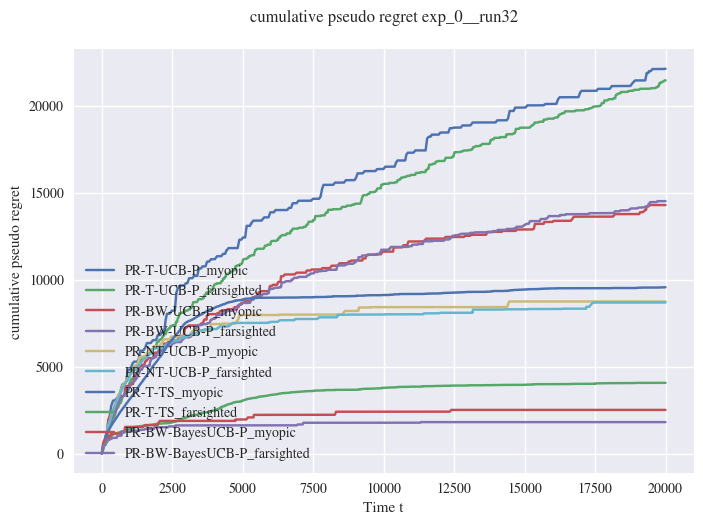 cumulative pseudo regret exp_0__run32
cumulative pseudo regret
20000
15000
10000
5000
0
PR-T-UCB-P_myopic
PR-T-UCB-P_farsighted
PR-BW-UCB-P_myopic
PR-BW-UCB-P_farsighted
PR-NT-UCB-P_myopic
PR-NT-UCB-P_farsighted
PR-T-TS_myopic
PR-T-TS_farsighted
PR-BW-BayesUCB-P_myopic
PR-BW-BayesUCB-P_farsighted
0 2500 5000 7500 10000 12500 15000 17500 20000
Time t